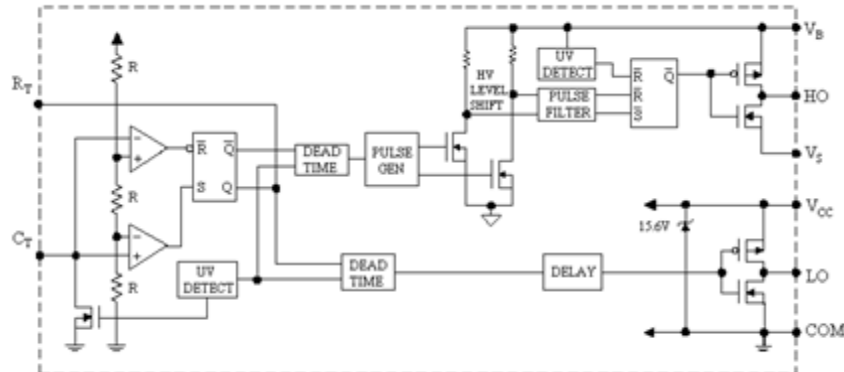 R
V_B
UV
DETECT
R̅
Q̅
R_T
HV
LEVEL
SHIFT
PULSE
FILTER
R̅
S̅
HO
-
+
R̅
Q̅
DEAD
TIME
PULSE
GEN
V_S
R
S
Q
V_CC
15.6V
-
+
C_T
R
UV
DETECT
DEAD
TIME
DELAY
LO
COM